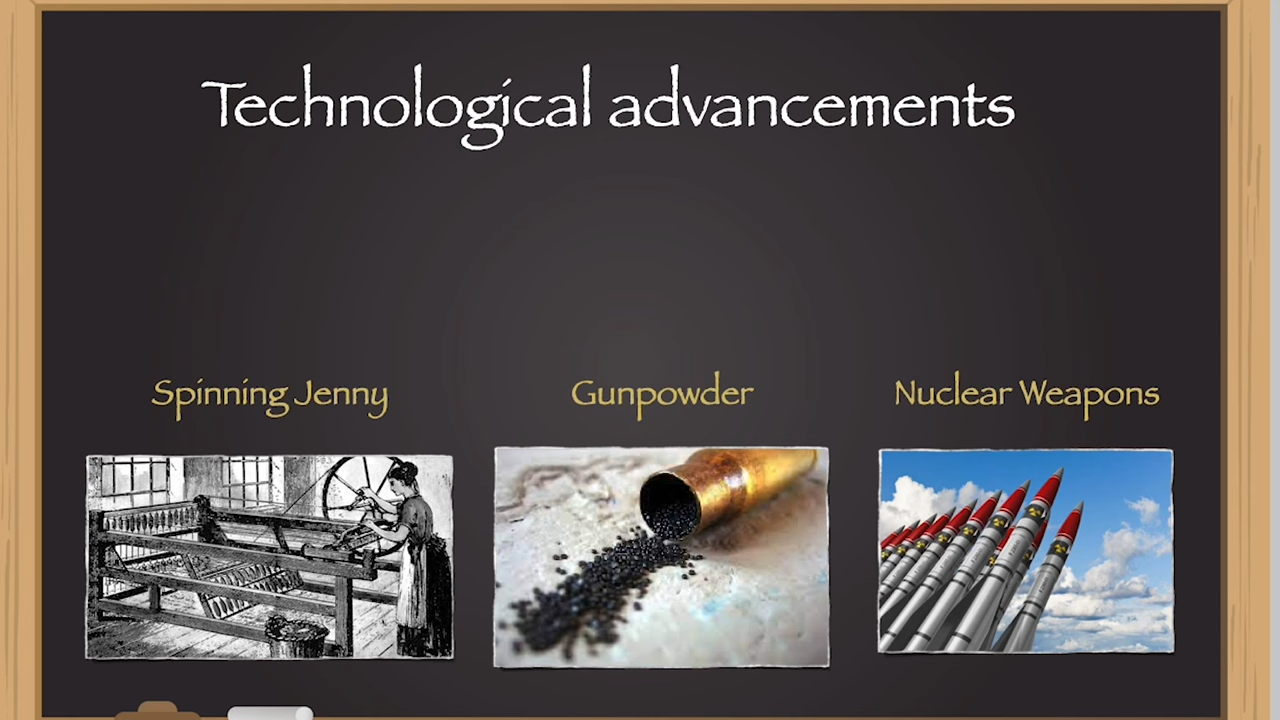 Technological advancements
Spinning Jenny
Gunpowder
Nuclear Weapons